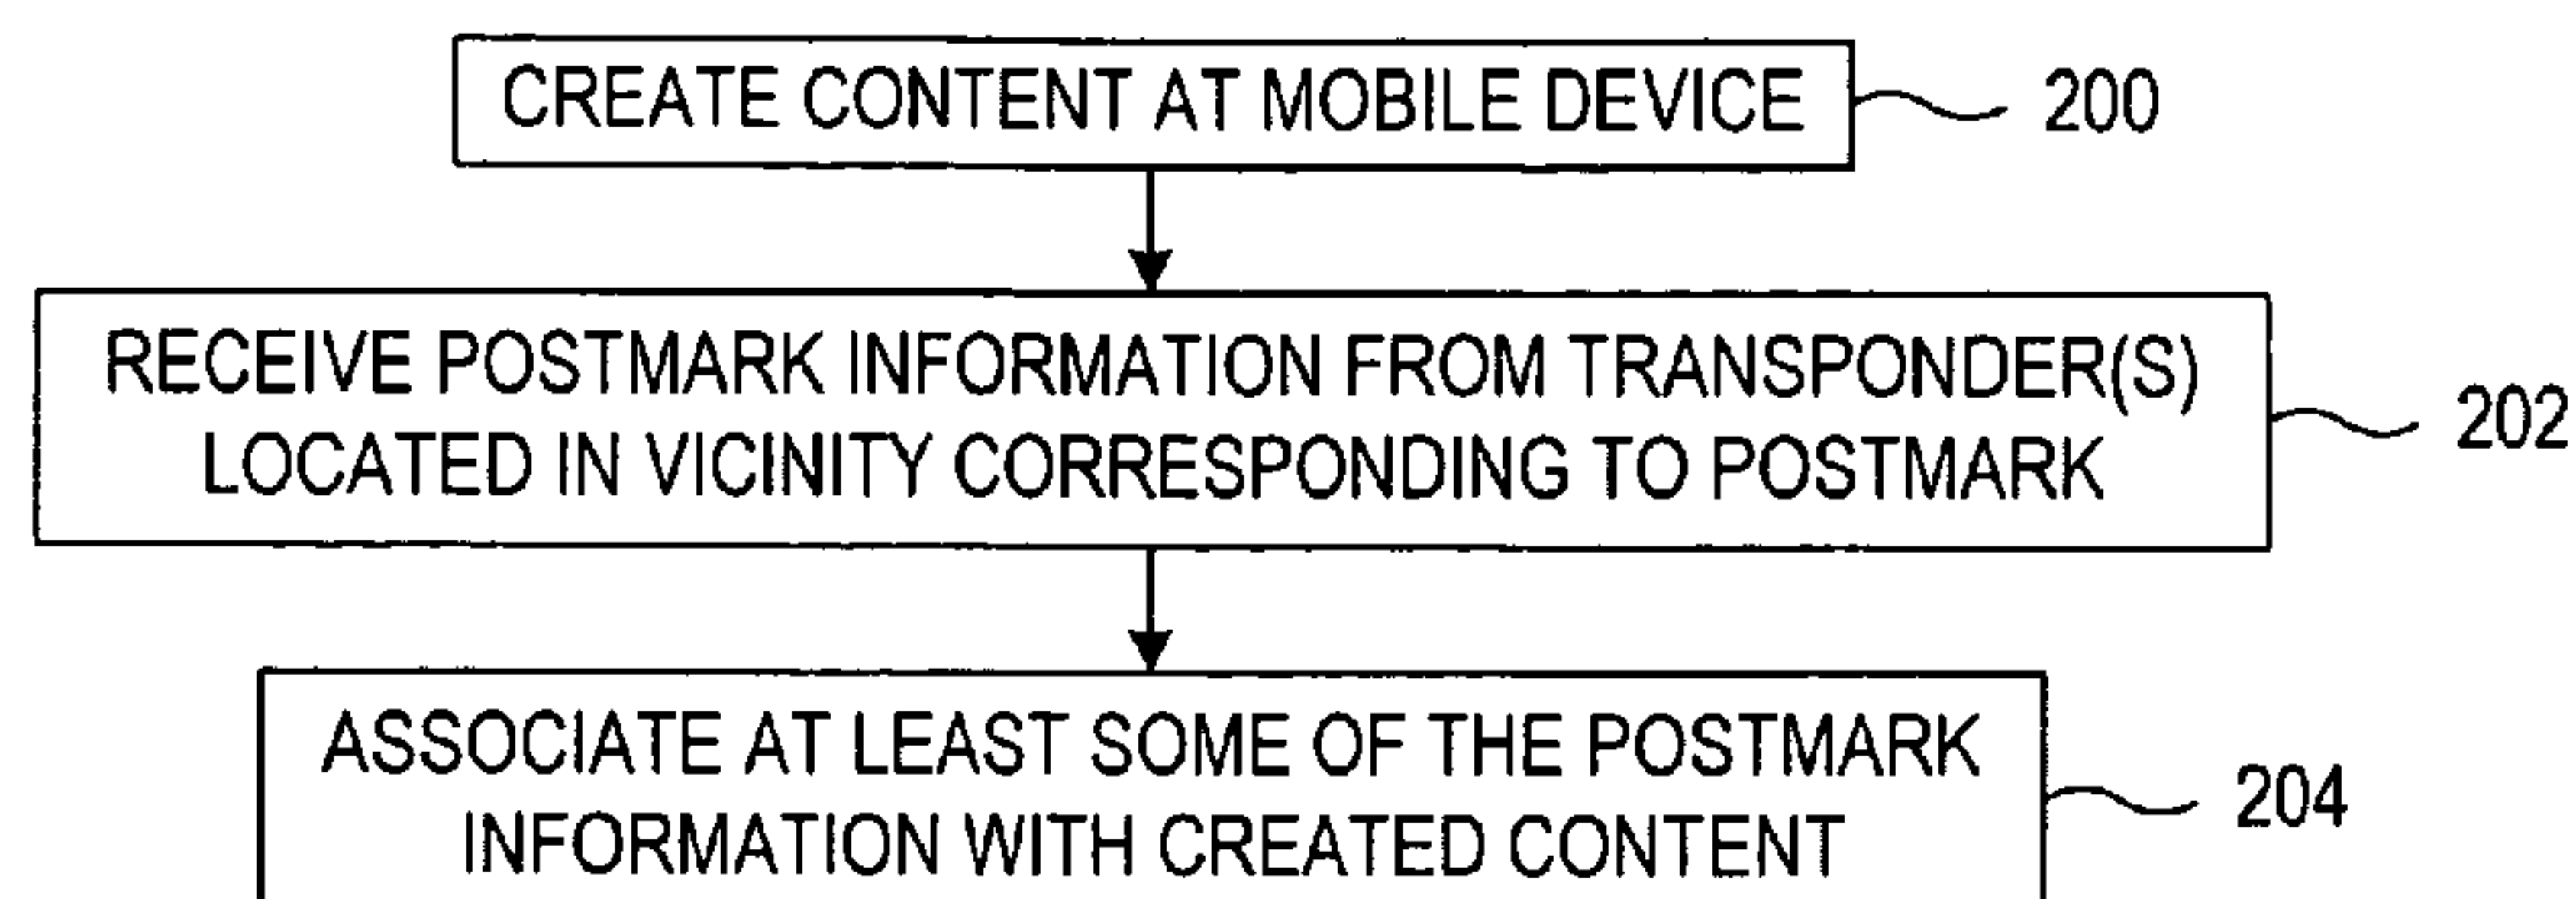 CREATE CONTENT AT MOBILE DEVICE
200
RECEIVE POSTMARK INFORMATION FROM TRANSPONDER(S)
LOCATED IN VICINITY CORRESPONDING TO POSTMARK
202
ASSOCIATE AT LEAST SOME OF THE POSTMARK
INFORMATION WITH CREATED CONTENT
204